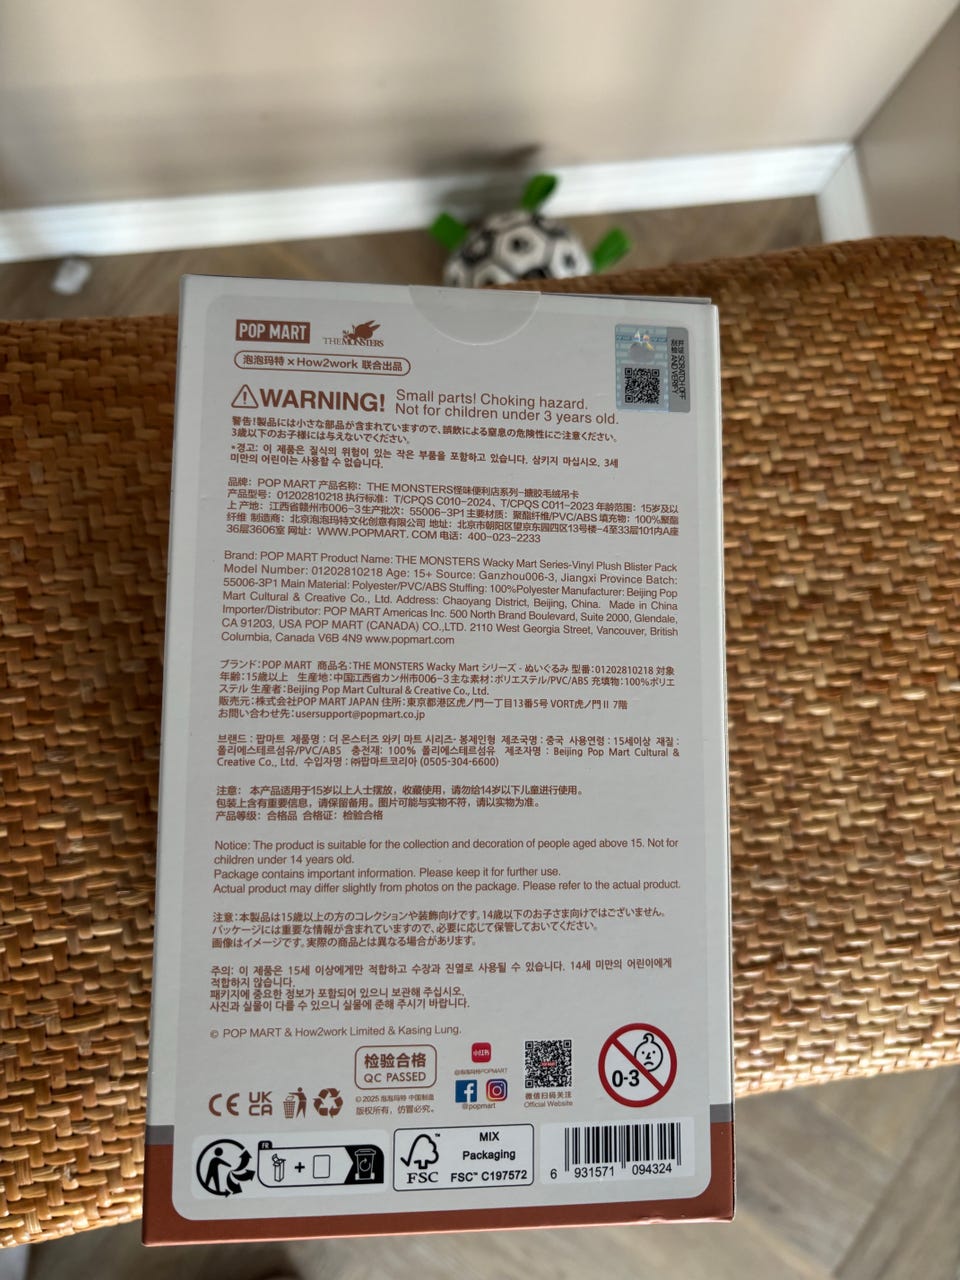 POP MART
THE MONSTERS
泡泡玛特×How2work 联合出品
刮蹭 SCRATCH OFF
AND VERIFY
WARNING!
Small parts! Choking hazard.
Not for children under 3 years old.
警告！製品には小さな部品が含まれていますので、誤飲による窒息の危険性にご注意ください。
3歳以下のお子様には与えないでください。
*경고: 이 제품은 질식의 위험이 있는 작은 부품을 포함하고 있습니다. 삼키지 마십시오. 3세
미만의 어린이는 사용할 수 없습니다.
品牌：POP MART 产品名称：THE MONSTERS怪味便利店系列-搪胶毛绒吊卡
产品型号：01202810218 执行标准：T/CPQS C010-2024、T/CPQS C011-2023 年龄范围：15岁及以
上 产地：江西省赣州市006-3生产批次：55006-3P1 主要材质：聚酯纤维/PVC/ABS 填充物：100%聚酯
纤维 制造商：北京泡泡玛特文化创意有限公司 地址：北京市朝阳区望京东园四区13号楼-4至33层101内A座
36层3606室 网址：WWW.POPMART. COM 电话：400-023-2233
Brand: POP MART Product Name: THE MONSTERS Wacky Mart Series-Vinyl Plush Blister Pack
Model Number: 01202810218 Age: 15+ Source: Ganzhou006-3, Jiangxi Province Batch:
55006-3P1 Main Material: Polyester/PVC/ABS Stuffing: 100%Polyester Manufacturer: Beijing Pop
Mart Cultural & Creative Co., Ltd. Address: Chaoyang District, Beijing, China. Made in China
Importer/Distributor: POP MART Americas Inc. 500 North Brand Boulevard, Suite 2000, Glendale,
CA 91203, USA POP MART (CANADA) CO.,LTD. 2110 West Georgia Street, Vancouver, British
Columbia, Canada V6B 4N9 www.popmart.com
ブランド：POP MART 商品名：THE MONSTERS Wacky Mart シリーズ - ぬいぐるみ 型番：01202810218 対象
年齢：15歳以上 生産地：中国江西省カン州市006-3 主な素材：ポリエステル/PVC/ABS 充填物：100%ポリエ
ステル 生産者：Beijing Pop Mart Cultural & Creative Co., Ltd.
販売元：株式会社POP MART JAPAN 住所：東京都港区虎ノ門一丁目13番5号 VORT虎ノ門Ⅱ 7階
お問い合わせ先：usersupport@popmart.co.jp
브랜드 : 팝마트 제품명 : 더 몬스터즈 와키 마트 시리즈- 봉제인형 제조국명 : 중국 사용연령 : 15세이상 재질 :
폴리에스테르섬유/PVC/ABS 충전재: 100% 폴리에스테르섬유 제조자명 : Beijing Pop Mart Cultural &
Creative Co., Ltd. 수입자명 : ㈜팝마트코리아 (0505-304-6600)
注意： 本产品适用于15岁以上人士摆放，收藏使用，请勿给14岁以下儿童进行使用。
包装上含有重要信息，请保留备用。图片可能与实物不符，请以实物为准。
产品等级：合格品 合格证：检验合格
Notice: The product is suitable for the collection and decoration of people aged above 15. Not for
children under 14 years old.
Package contains important information. Please keep it for further use.
Actual product may differ slightly from photos on the package. Please refer to the actual product.
注意：本製品は15歳以上の方のコレクションや装飾向けです。14歳以下のお子さま向けではございません。
パッケージには重要な情報が含まれていますので、必要に応じて保管しておいてください。
画像はイメージです。実際の商品とは異なる場合があります。
주의: 이 제품은 15세 이상에게만 적합하고 수장과 진열로 사용될 수 있습니다. 14세 미만의 어린이에게
적합하지 않습니다.
패키지에 중요한 정보가 포함되어 있으니 보관해 주십시오.
사진과 실물이 다를 수 있으니 실물에 준해 주시기 바랍니다.
© POP MART & How2work Limited & Kasing Lung.
检验合格
QC PASSED
小红书
@泡泡玛特POPMART
@popmart
微信扫码关注
Official Website
0-3
CE UK CA
© 2025 泡泡玛特 中国制造
版权所有，仿冒必究。
FR
FSC
MIX
Packaging
FSC™ C197572
6 931571 094324